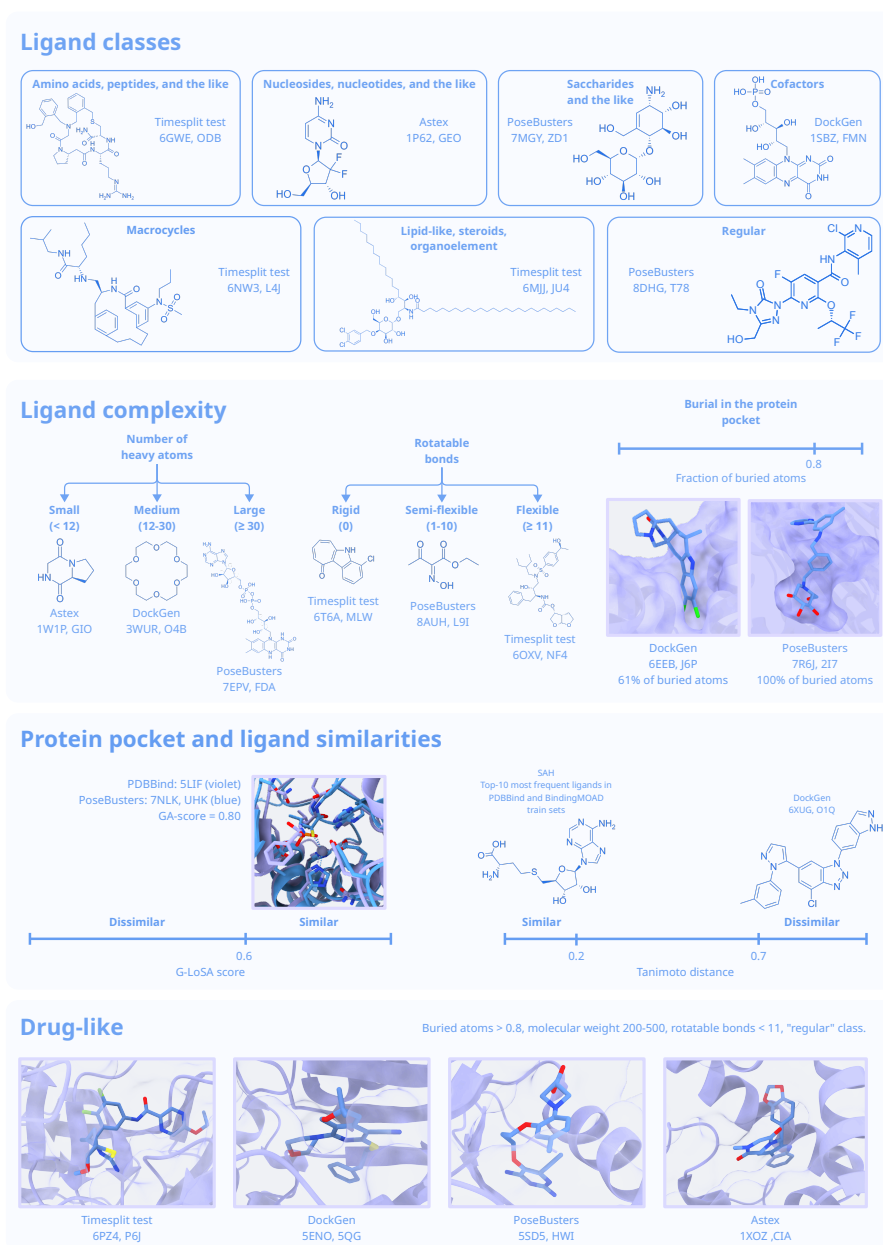 Ligand classes
Amino acids, peptides, and the like
Timesplit test
6GWE, ODB
Nucleosides, nucleotides, and the like
Astex
1P62, GEO
Saccharides
and the like
PoseBusters
7MGY, ZD1
Cofactors
DockGen
1SBZ, FMN
Macrocycles
Timesplit test
6NW3, L4J
Lipid-like, steroids,
organoelement
Timesplit test
6MJJ, JU4
Regular
PoseBusters
8DHG, T78
Ligand complexity
Number of
heavy atoms
Small
(< 12)
Medium
(12-30)
Large
(≥ 30)
Astex
1W1P, GIO
DockGen
3WUR, O4B
PoseBusters
7EPV, FDA
Rotatable
bonds
Rigid
(0)
Semi-flexible
(1-10)
Flexible
(≥ 11)
Timesplit test
6T6A, MLW
PoseBusters
8AUH, L9I
Timesplit test
6OXV, NF4
Burial in the protein
pocket
0.8
Fraction of buried atoms
DockGen
6EEB, J6P
61% of buried atoms
PoseBusters
7R6J, 2I7
100% of buried atoms
Protein pocket and ligand similarities
PDBBind: 5LIF (violet)
PoseBusters: 7NLK, UHK (blue)
GA-score = 0.80
Dissimilar
Similar
0.6
G-LoSA score
SAH
Top-10 most frequent ligands in
PDBBind and BindingMOAD
train sets
DockGen
6XUG, O1Q
Similar
Dissimilar
0.2
0.7
Tanimoto distance
Drug-like
Buried atoms > 0.8, molecular weight 200-500, rotatable bonds < 11, "regular" class.
Timesplit test
6PZ4, P6J
DockGen
5ENO, 5QG
PoseBusters
5SD5, HWI
Astex
1XOZ ,CIA